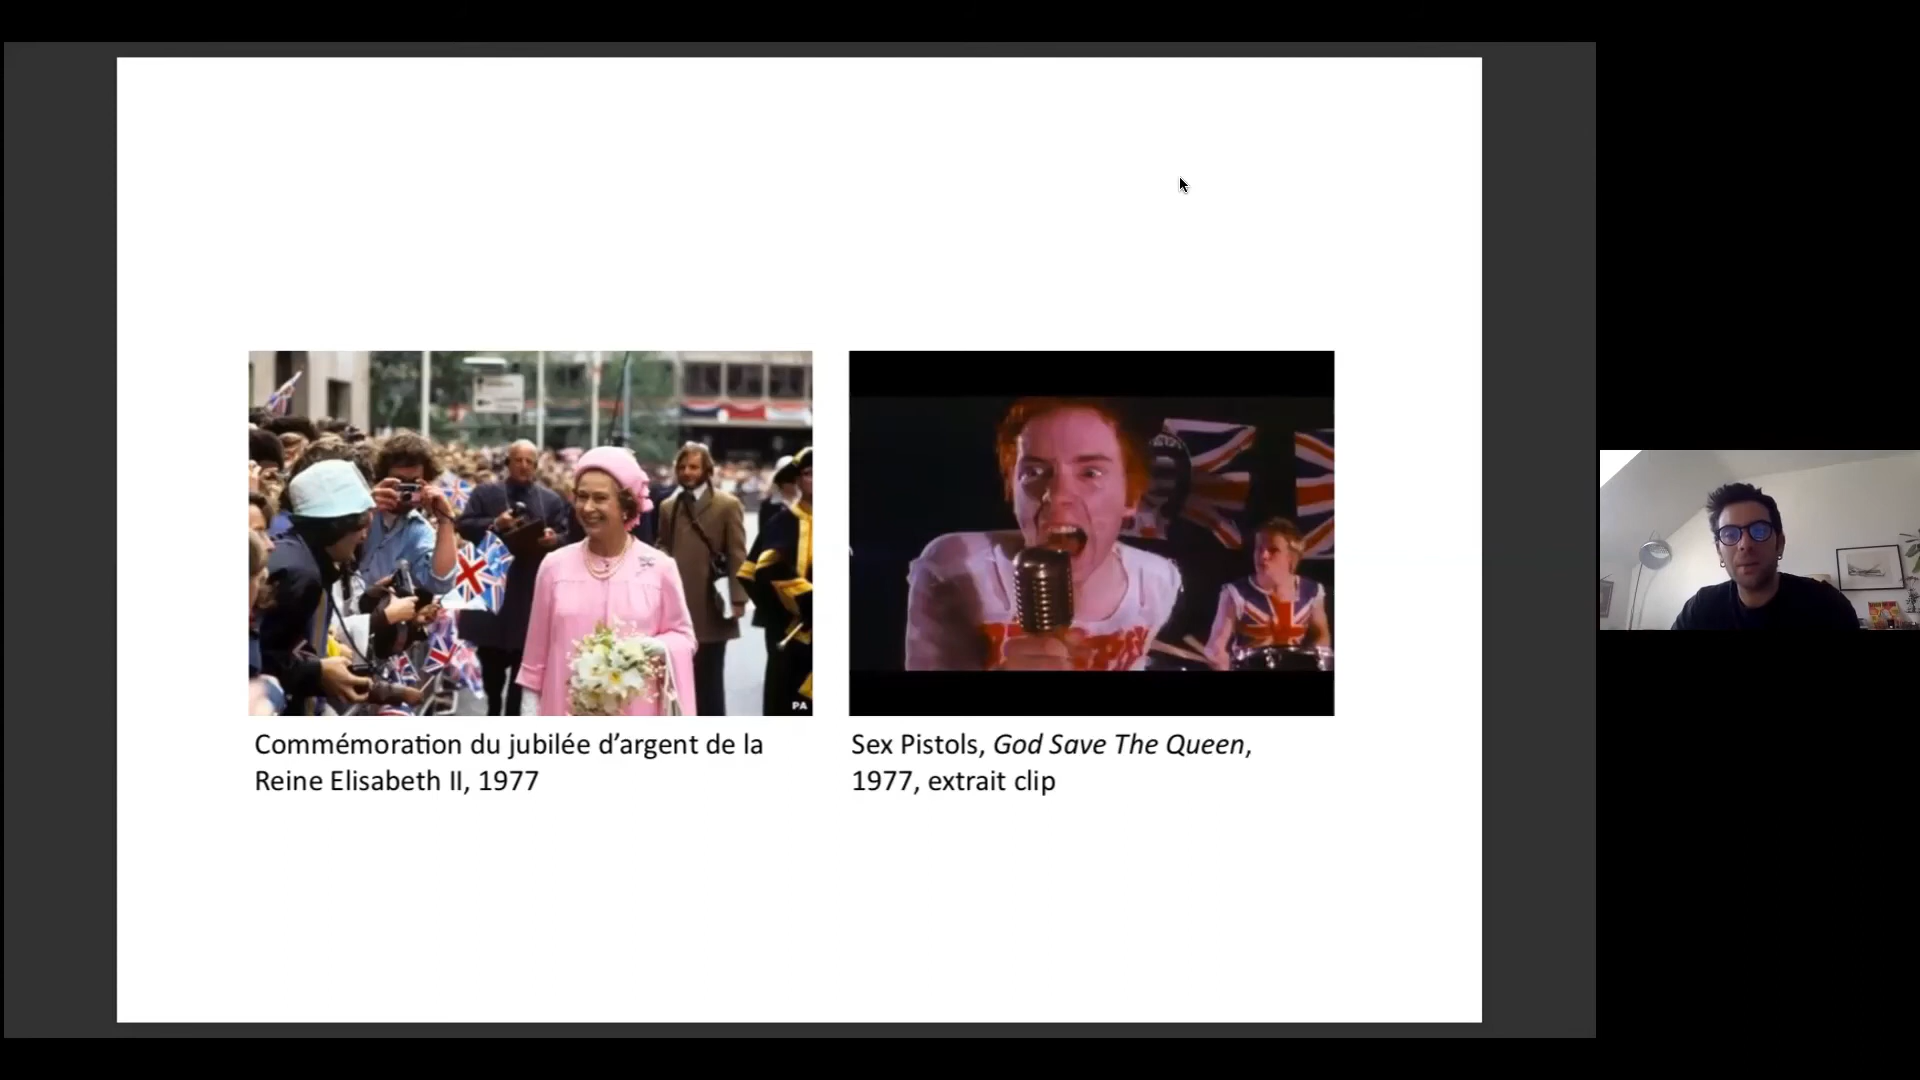 PA
Commémoration du jubilée d’argent de la
Reine Elisabeth II, 1977
Sex Pistols, God Save The Queen,
1977, extrait clip